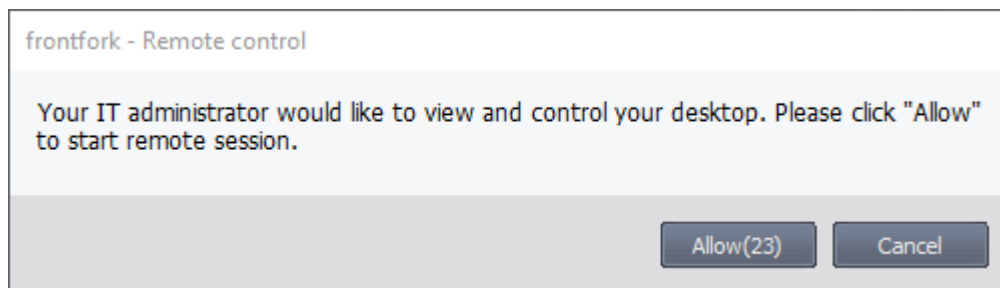 frontfork - Remote control
Your IT administrator would like to view and control your desktop. Please click "Allow"
to start remote session.
Allow(23)
Cancel